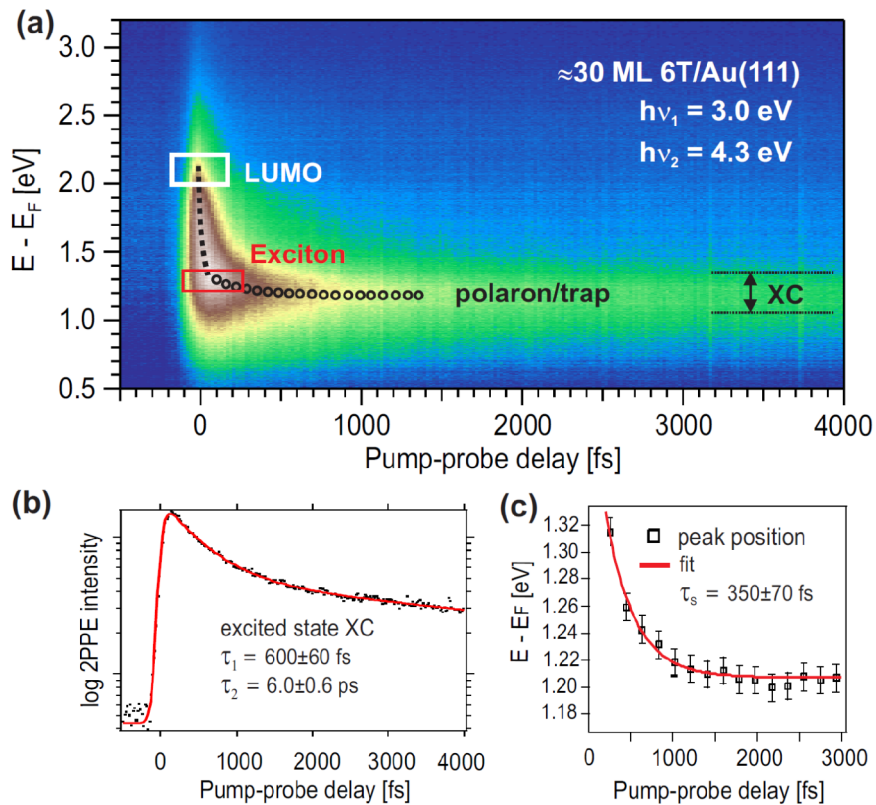 (a)
≈30 ML 6T/Au(111)
hν₁ = 3.0 eV
hν₂ = 4.3 eV
LUMO
Exciton
polaron/trap
XC
E - E_F [eV]
3.0
2.5
2.0
1.5
1.0
0.5
0 1000 2000 3000 4000
Pump-probe delay [fs]
(b)
log 2PPE intensity
excited state XC
τ₁ = 600±60 fs
τ₂ = 6.0±0.6 ps
0 1000 2000 3000 4000
Pump-probe delay [fs]
(c)
E - EF [eV]
1.32
1.30
1.28
1.26
1.24
1.22
1.20
1.18
peak position
fit
τₛ = 350±70 fs
0 1000 2000 3000
Pump-probe delay [fs]